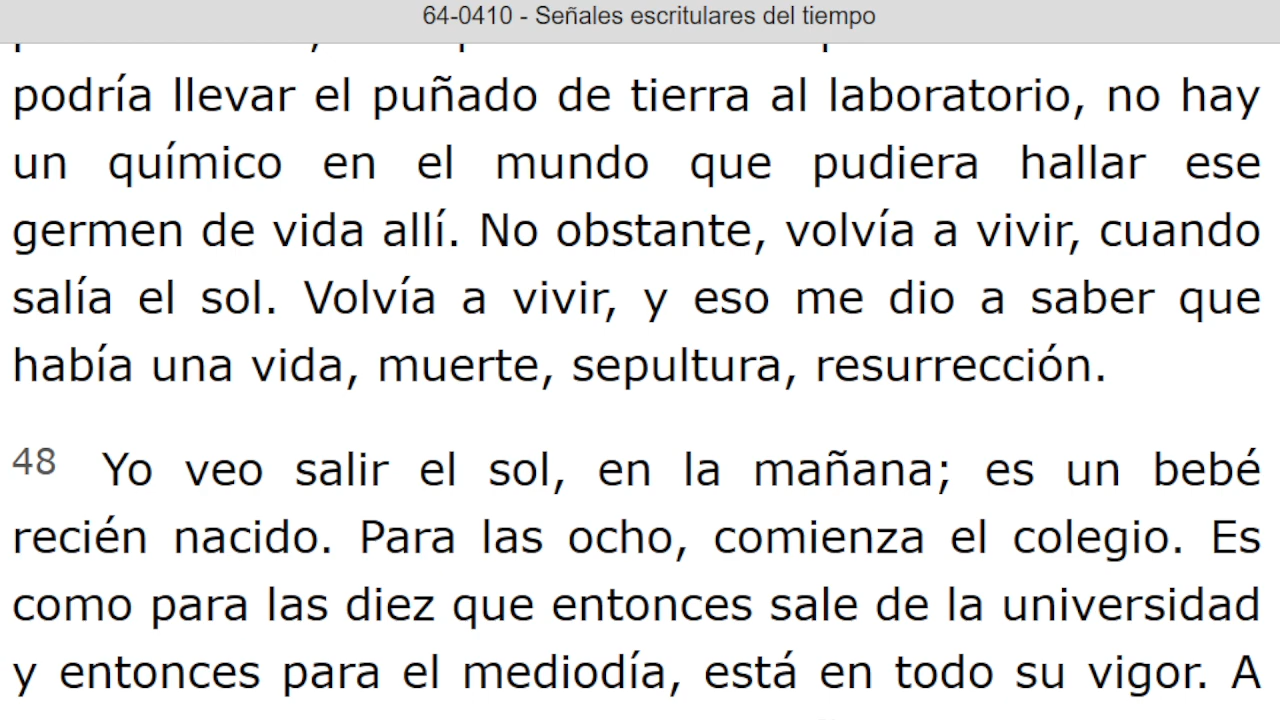 64-0410 - Señales escritulares del tiempo
podría llevar el puñado de tierra al laboratorio, no hay
un químico en el mundo que pudiera hallar ese
germen de vida allí. No obstante, volvía a vivir, cuando
salía el sol. Volvía a vivir, y eso me dio a saber que
había una vida, muerte, sepultura, resurrección.
48 Yo veo salir el sol, en la mañana; es un bebé
recién nacido. Para las ocho, comienza el colegio. Es
como para las diez que entonces sale de la universidad
y entonces para el mediodía, está en todo su vigor. A